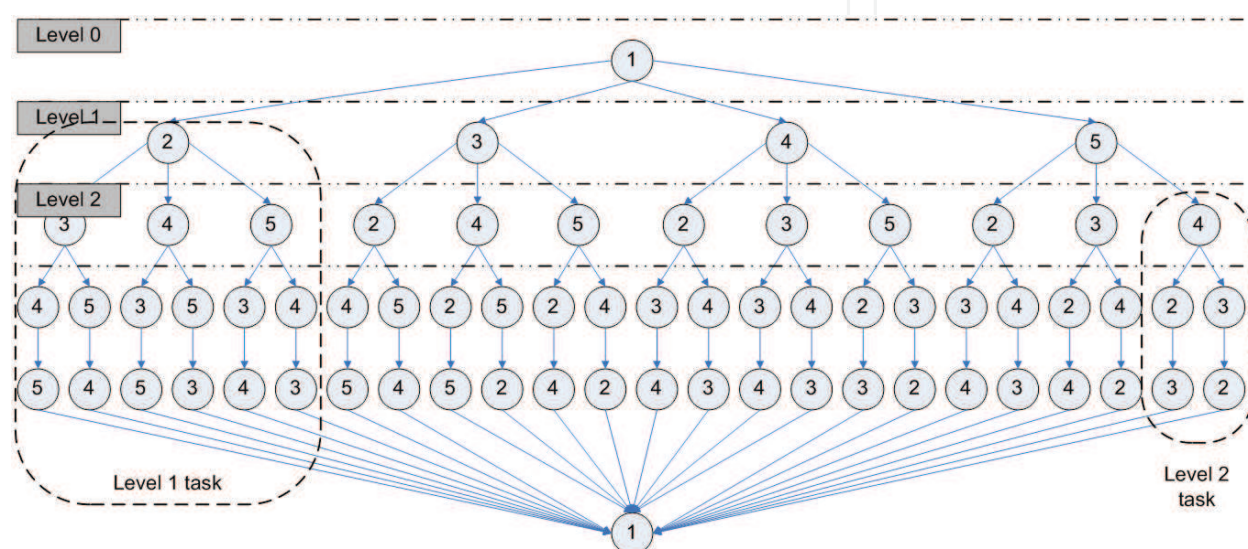 Level 0
1
Level 1
2 3 4 5
Level 2
3 4 5 2 4 5 2 3 5 2 3 4
4 5 3 5 3 4 4 5 2 5 2 4 3 4 3 4 2 3 3 4 2 4 2 3
5 4 5 3 4 3 5 4 5 2 4 2 4 3 4 3 3 2 4 3 4 2 3 2
Level 1 task
Level 2
task
1